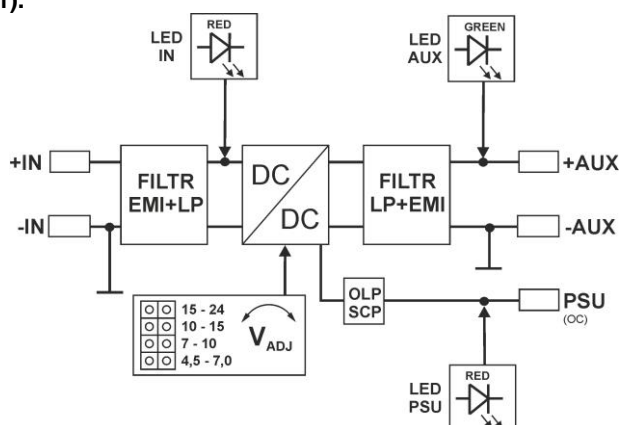 RED
LED
IN
GREEN
LED
AUX
+IN
FILTR
EMI+LP
DC
DC
FILTR
LP+EMI
+AUX
-IN
-AUX
15 - 24
10 - 15
7 - 10
4,5 - 7,0
VADJ
OLP
SCP
PSU
(OC)
RED
LED
PSU